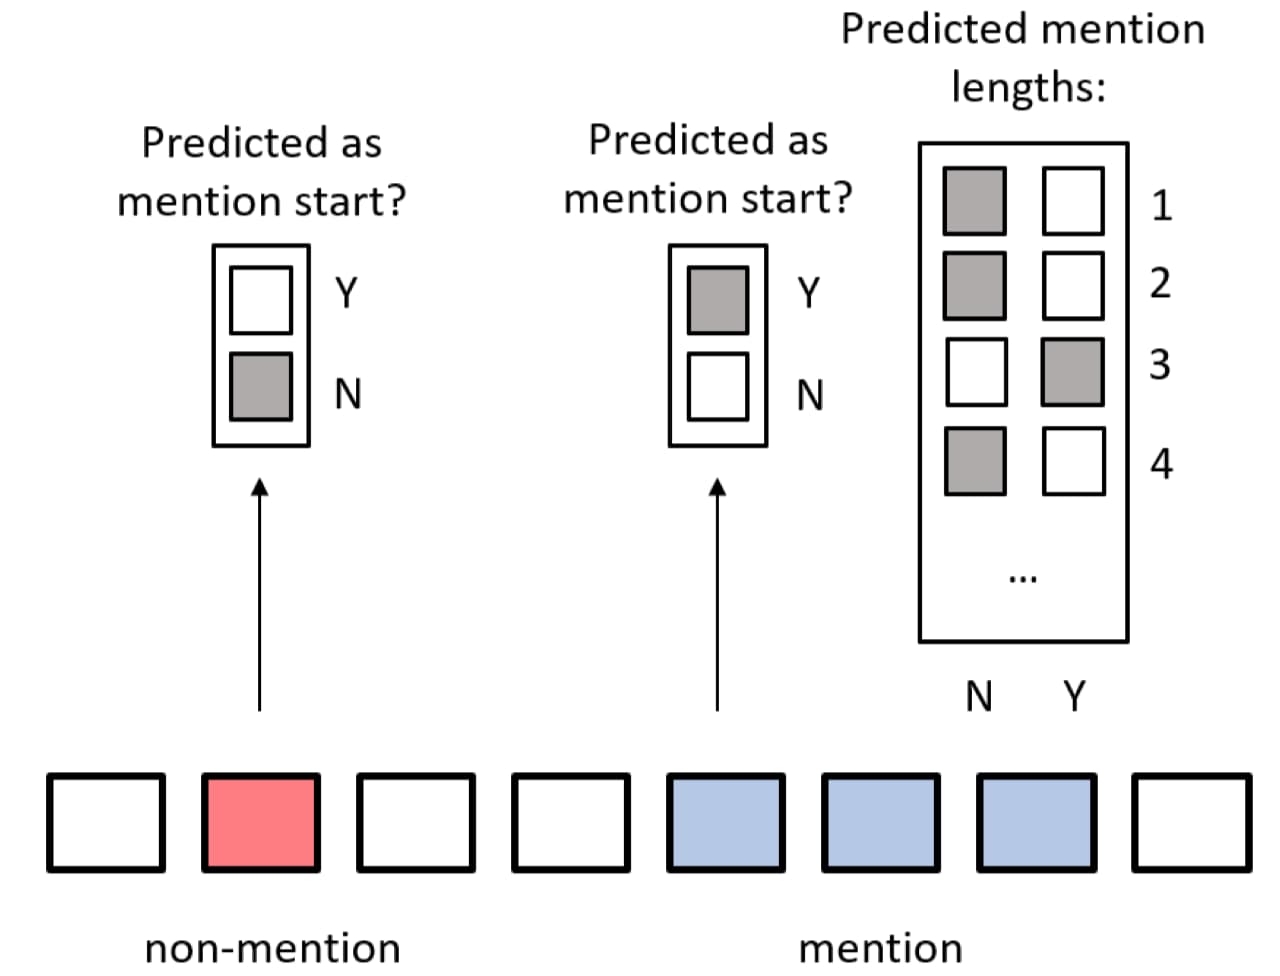 Predicted mention
lengths:
Predicted as
mention start?
Y
N
Predicted as
mention start?
Y
N
1
2
3
4
...
N Y
non-mention
mention